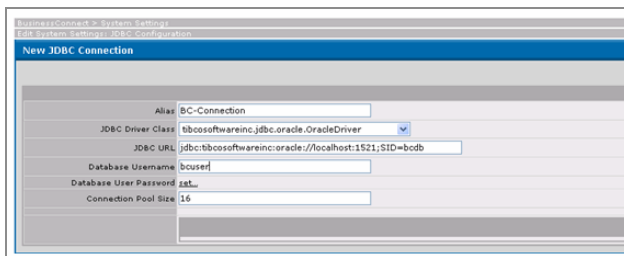 BusinessConnect > System Settings
Edit System Settings: JDBC Configuration
New JDBC Connection
Alias BC-Connection
JDBC Driver Class tibcosoftwareinc.jdbc.oracle.OracleDriver
JDBC URL jdbc:tibcosoftwareinc:oracle://localhost:1521;SID=bcdb
Database Username bcuser
Database User Password set...
Connection Pool Size 16